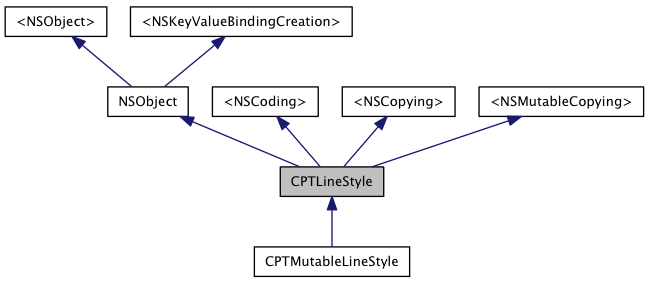 <NSObject>
<NSKeyValueBindingCreation>
NSObject
<NSCoding>
<NSCopying>
<NSMutableCopying>
CPTLineStyle
CPTMutableLineStyle